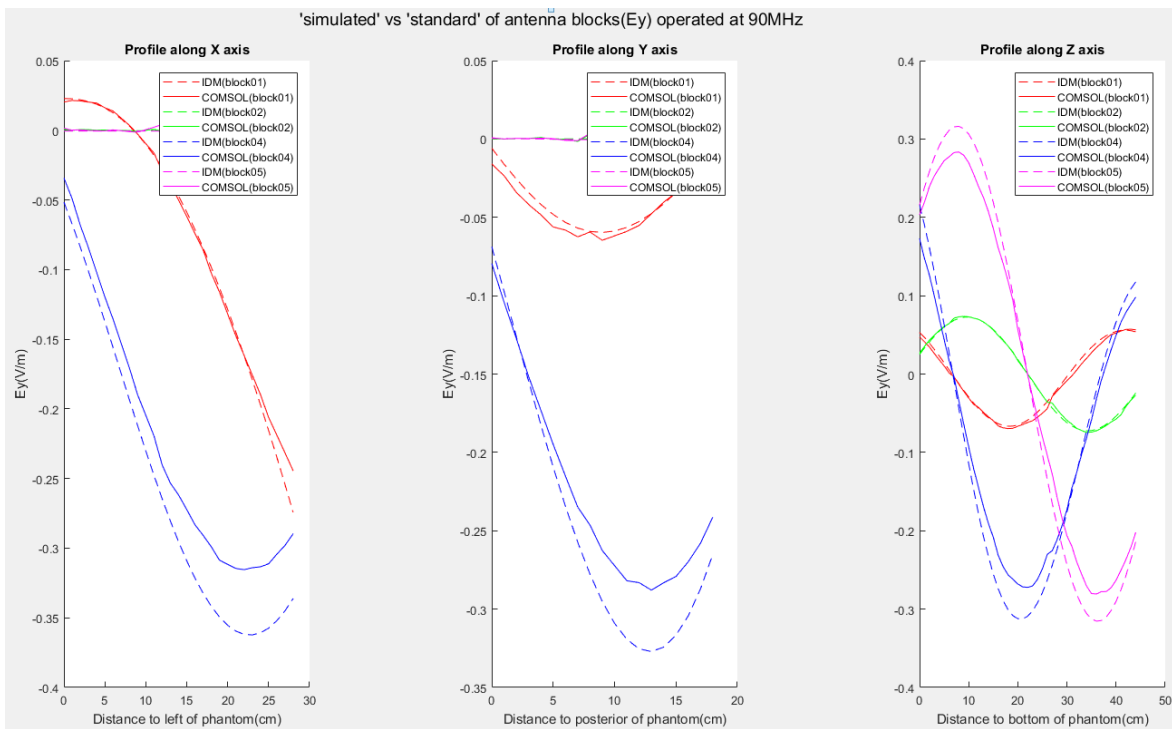 'simulated' vs 'standard' of antenna blocks(Ey) operated at 90MHz
Profile along X axis
0.05
0
-0.05
-0.1
-0.15
-0.2
-0.25
-0.3
-0.35
-0.4
Ey(V/m)
0
5
10
15
20
25
30
Distance to left of phantom(cm)
IDM(block01)
COMSOL(block01)
IDM(block02)
COMSOL(block02)
IDM(block04)
COMSOL(block04)
IDM(block05)
COMSOL(block05)
Profile along Y axis
0.05
0
-0.05
-0.1
-0.15
-0.2
-0.25
-0.3
-0.35
Ey(V/m)
0
5
10
15
20
Distance to posterior of phantom(cm)
IDM(block01)
COMSOL(block01)
IDM(block02)
COMSOL(block02)
IDM(block04)
COMSOL(block04)
IDM(block05)
COMSOL(block05)
Profile along Z axis
0.4
0.3
0.2
0.1
0
-0.1
-0.2
-0.3
-0.4
Ey(V/m)
0
10
20
30
40
50
Distance to bottom of phantom(cm)
IDM(block01)
COMSOL(block01)
IDM(block02)
COMSOL(block02)
IDM(block04)
COMSOL(block04)
IDM(block05)
COMSOL(block05)